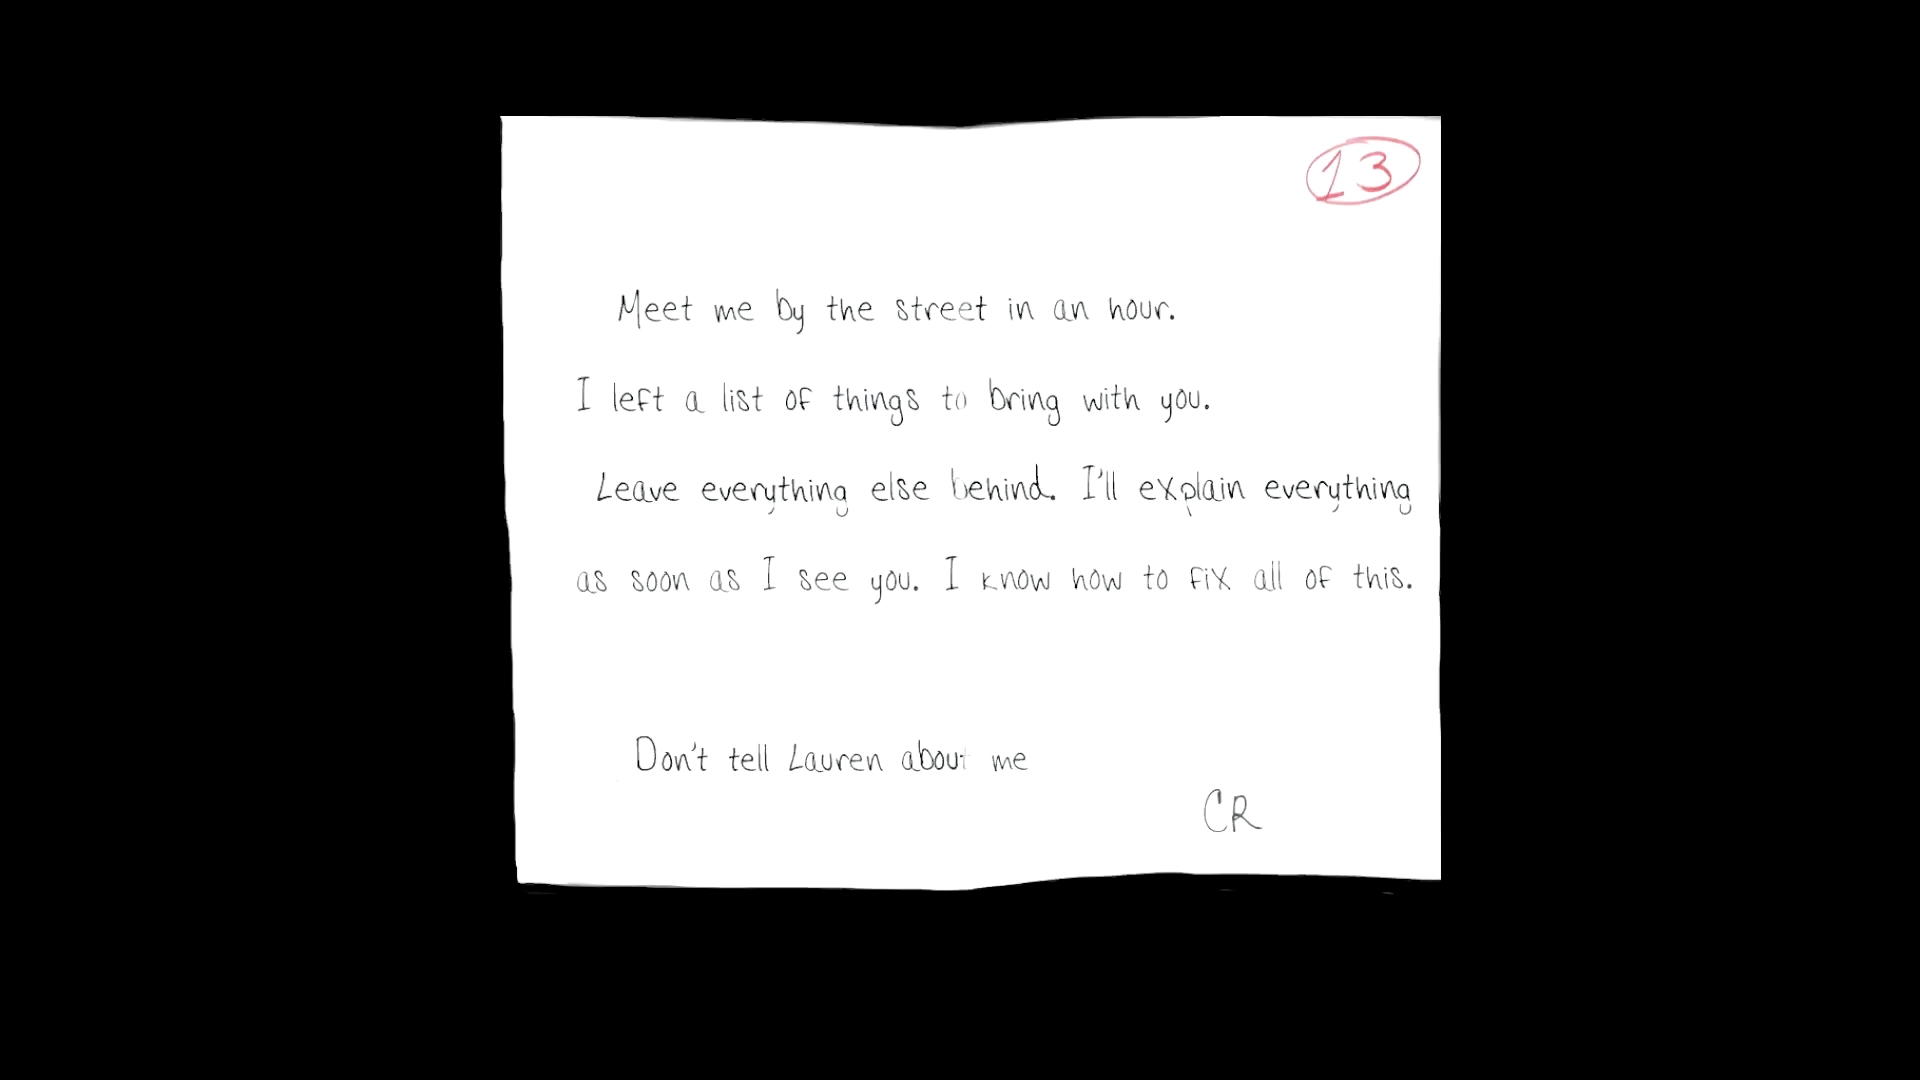 13
Meet me by the street in an hour.
I left a list of things to bring with you.
Leave everything else behind. I'll explain everything
as soon as I see you. I know how to fix all of this.
Don't tell Lauren about me
CR